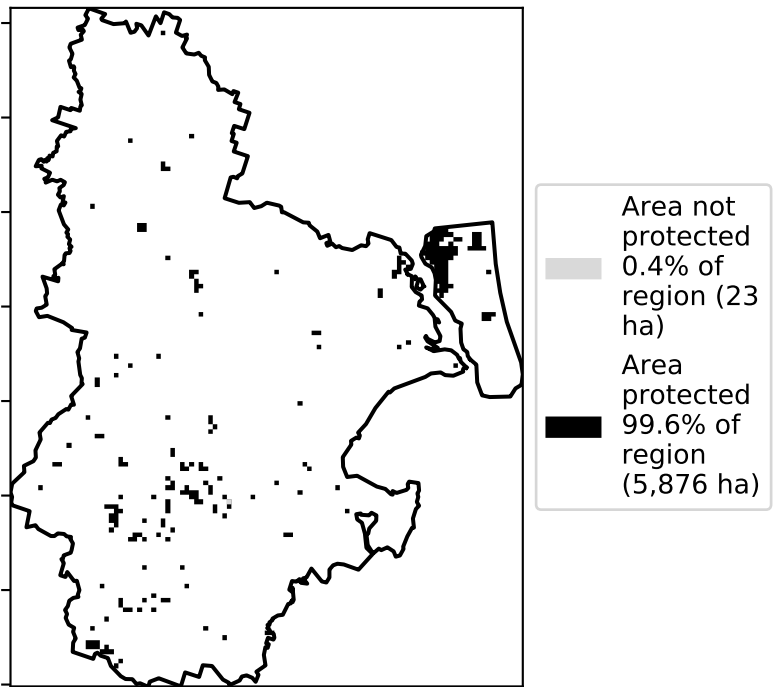 Area not
protected
0.4% of
region (23
ha)
Area
protected
99.6% of
region
(5,876 ha)